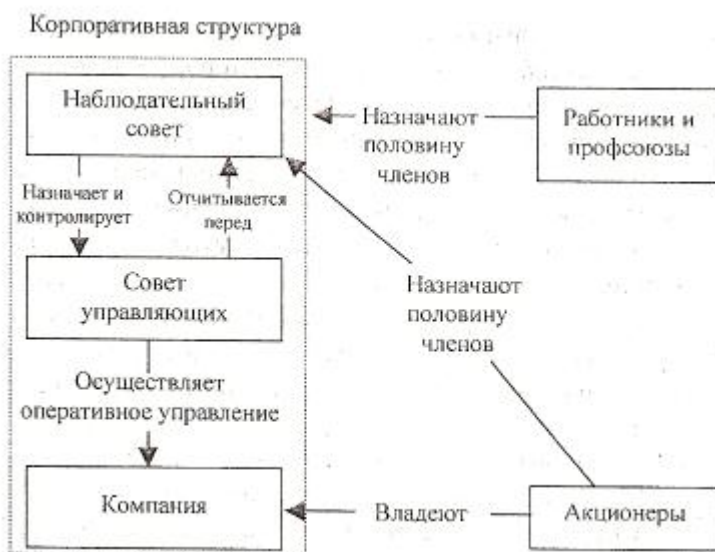 Корпоративная структура
Наблюдательный
совет
Назначают
половину
членов
Работники и
профсоюзы
Назначает и
контролирует
Отчитывается
перед
Совет
управляющих
Назначают
половину
членов
Осуществляет
оперативное управление
Компания
Владеют
Акционеры